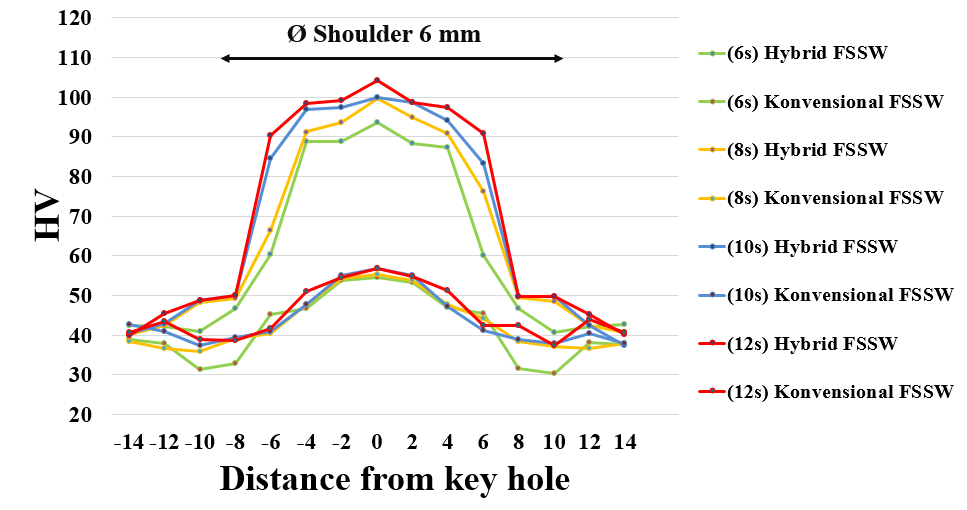 120
110
100
90
80
70
60
50
40
30
20
HV
Ø Shoulder 6 mm
-14 -12 -10 -8 -6 -4 -2 0 2 4 6 8 10 12 14
Distance from key hole
(6s) Hybrid FSSW
(6s) Konvensional FSSW
(8s) Hybrid FSSW
(8s) Konvensional FSSW
(10s) Hybrid FSSW
(10s) Konvensional FSSW
(12s) Hybrid FSSW
(12s) Konvensional FSSW